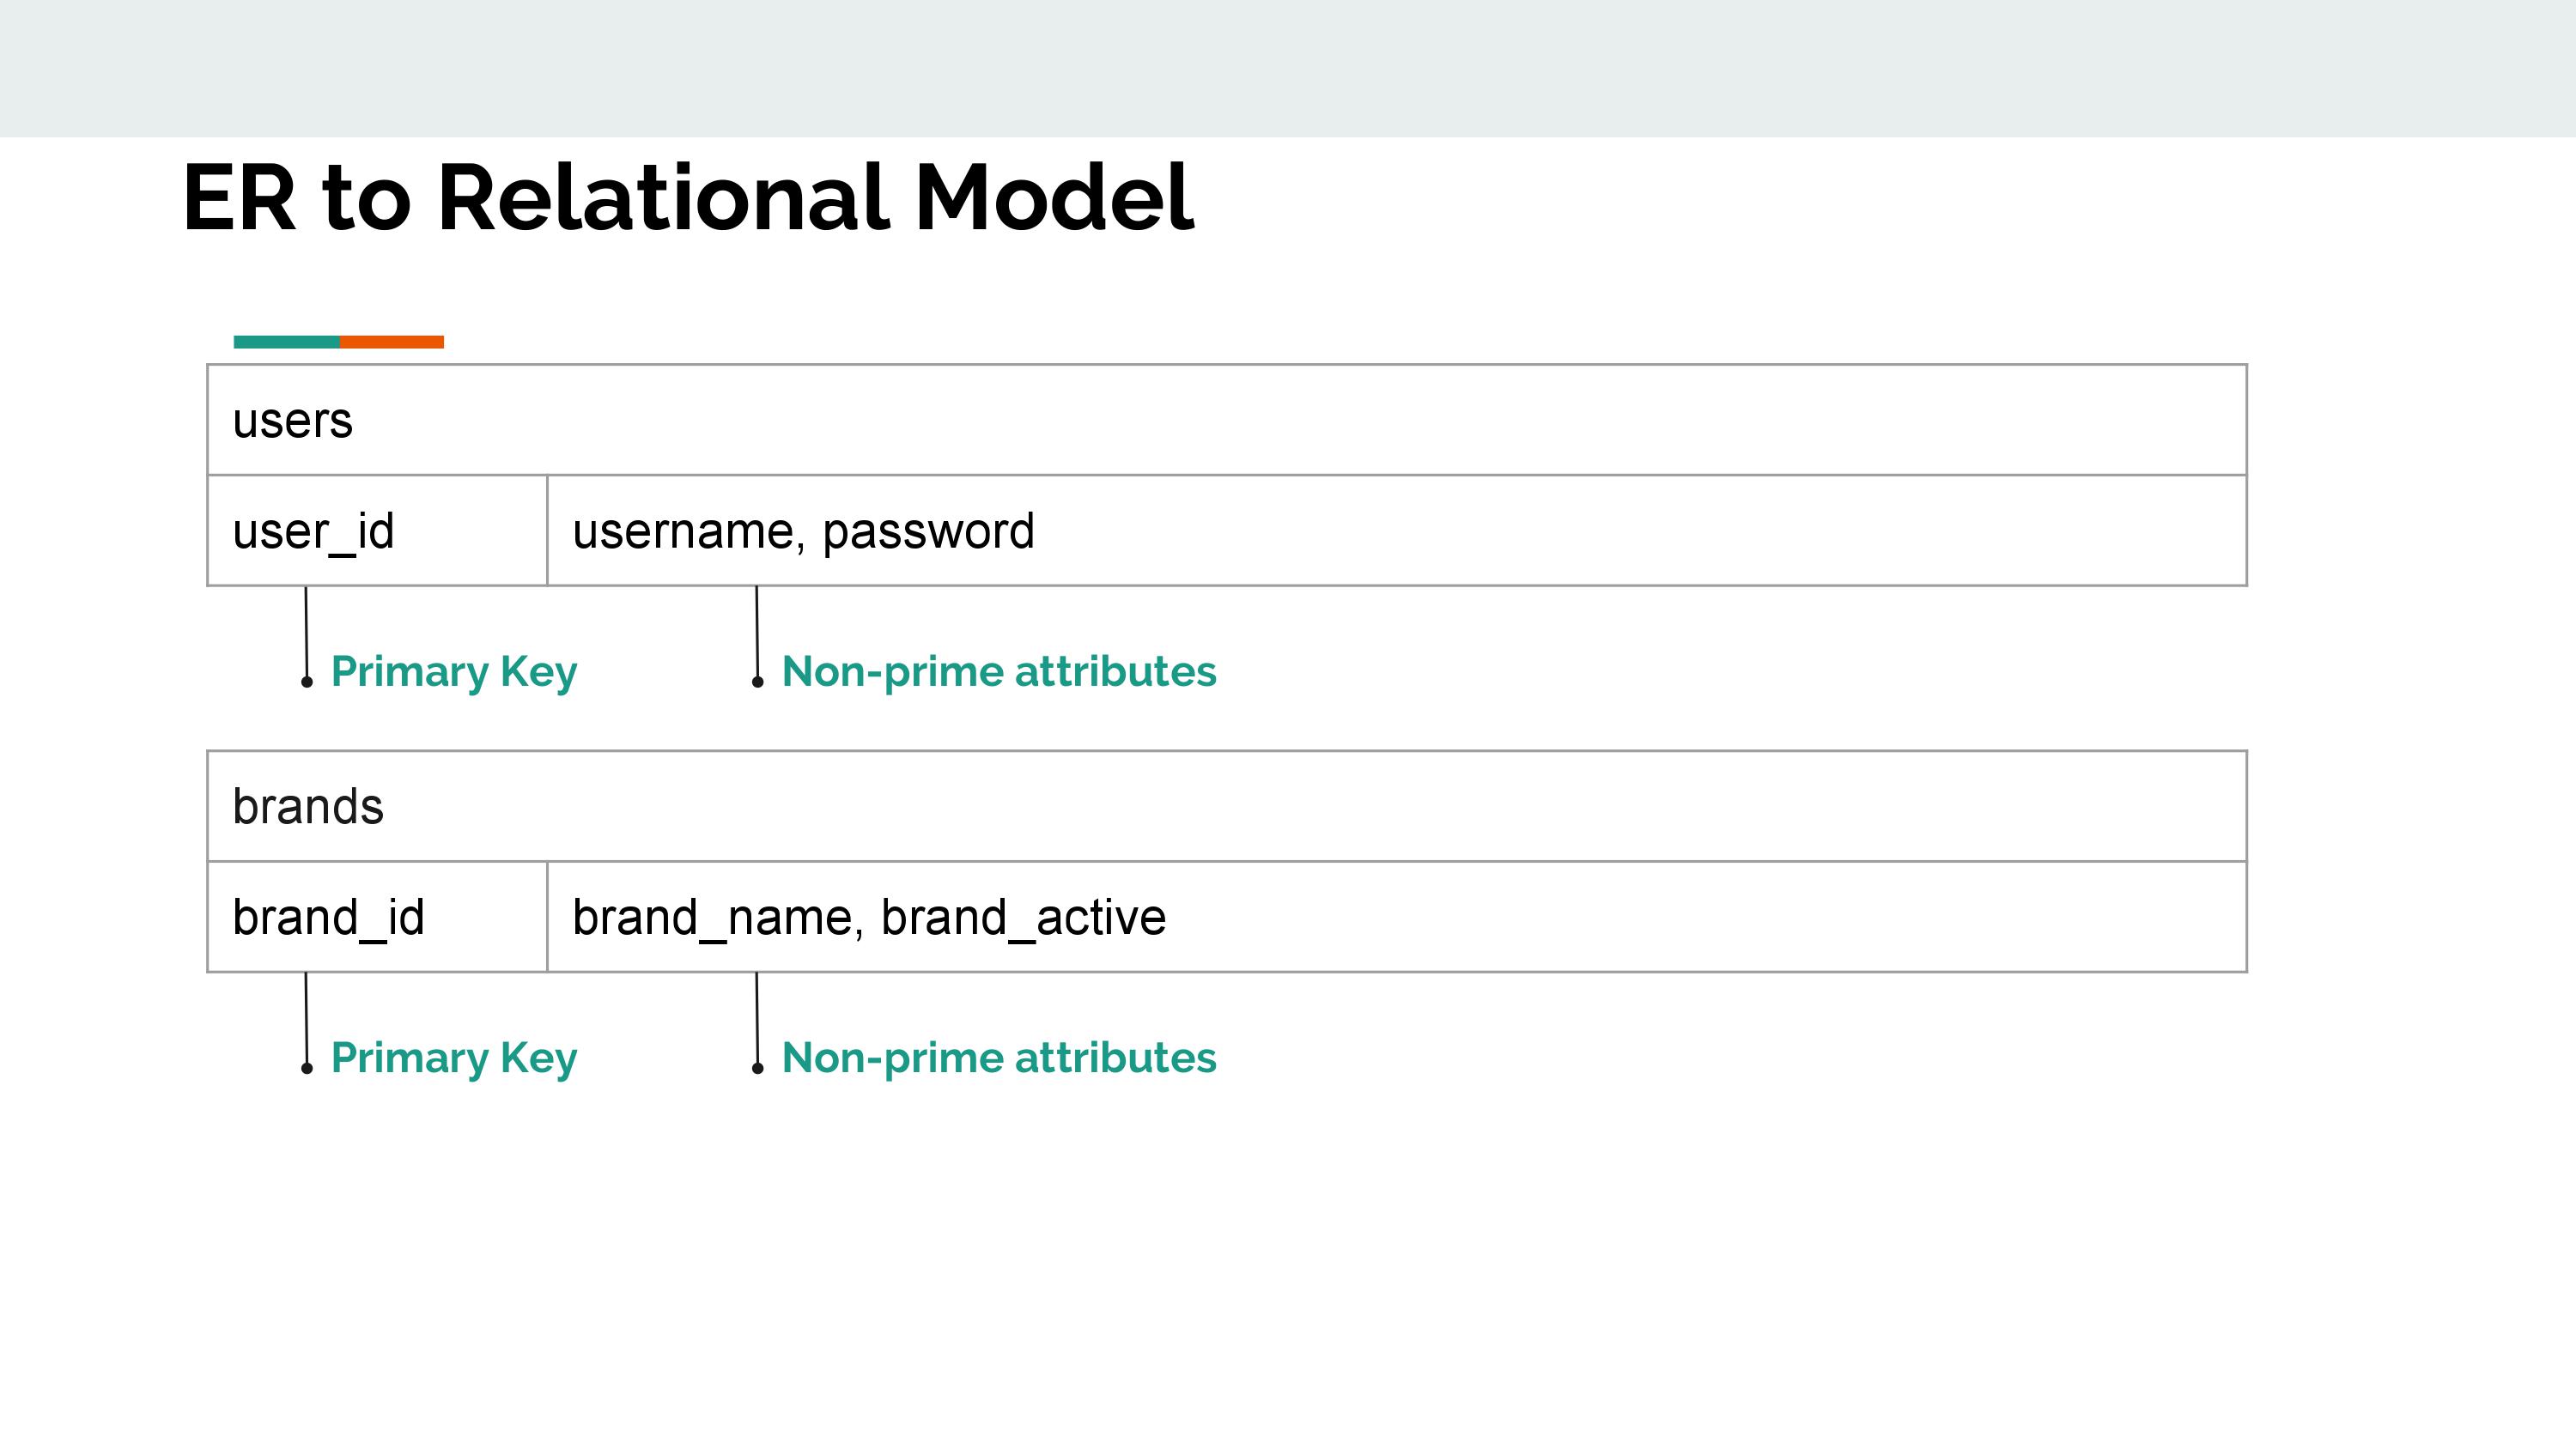 ER to Relational Model
users
user_id
username, password
Primary Key
Non-prime attributes
brands
brand_id
brand_name, brand_active
Primary Key
Non-prime attributes